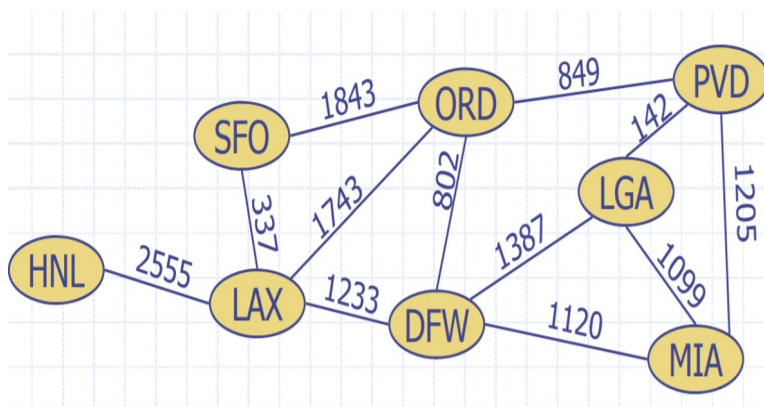 PVD
849
ORD
1843
142
SFO
802
1205
LGA
1743
337
1387
HNL
2555
1099
LAX
1233
DFW
1120
MIA